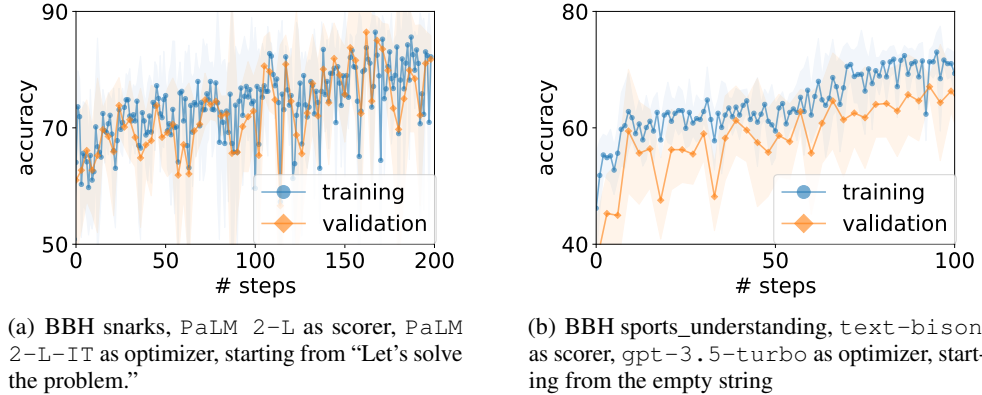 90
70
50
accuracy
0
50
100
150
200
# steps
training
validation
80
60
40
accuracy
0
50
100
# steps
training
validation
(a) BBH snarks, PaLM 2-L as scorer, PaLM
2-L-IT as optimizer, starting from “Let’s solve
the problem.”
(b) BBH sports_understanding, text-bison
as scorer, gpt-3.5-turbo as optimizer, start-
ing from the empty string